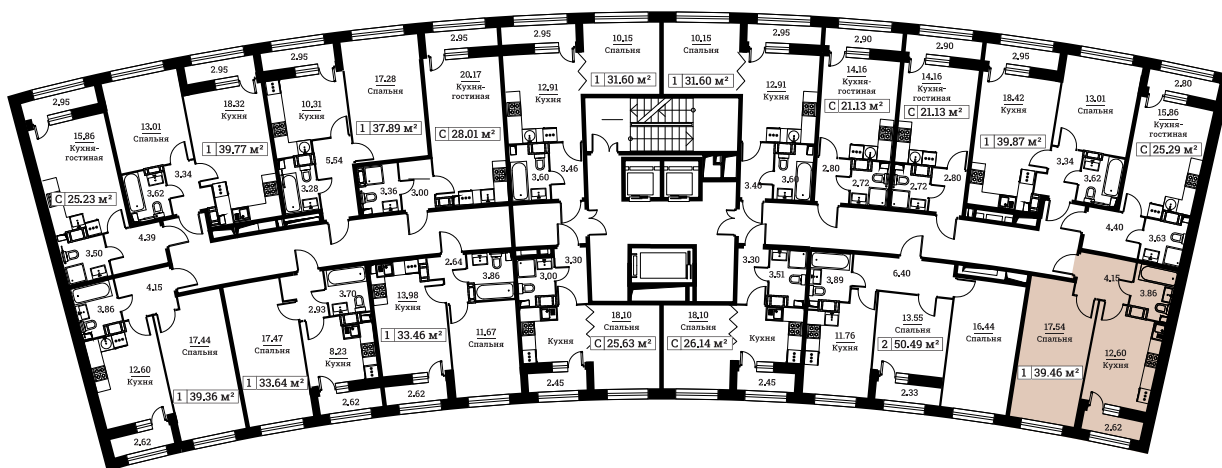 2.95
15.86
Кухня-
гостиная
С 25.23 м²
3.50
4.39
13.01
Спальня
3.62
3.34
2.95
18.32
Кухня
1 39.77 м²
2.95
10.31
Кухня
5.54
3.28
17.28
Спальня
1 37.89 м²
2.95
20.17
Кухня-
гостиная
С 28.01 м²
3.36
3.00
2.95
12.91
Кухня
3.60
3.46
10.15
Спальня
1 31.60 м²
10.15
Спальня
1 31.60 м²
2.95
12.91
Кухня
3.46
3.60
2.90
14.16
Кухня-
гостиная
С 21.13 м²
2.80
2.72
2.90
14.16
Кухня-
гостиная
С 21.13 м²
2.72
2.80
2.95
18.42
Кухня
1 39.87 м²
13.01
Спальня
3.34
3.62
2.80
15.86
Кухня-
гостиная
С 25.29 м²
4.40
3.63
3.86
4.15
12.60
Кухня
2.62
17.44
Спальня
1 39.36 м²
17.47
Спальня
1 33.64 м²
3.70
2.93
8.23
Кухня
2.62
13.98
Кухня
1 33.46 м²
2.62
2.64
3.86
11.67
Спальня
3.00
3.30
Кухня
2.45
18.10
Спальня
С 25.63 м²
18.10
Спальня
С 26.14 м²
3.30
3.51
Кухня
2.45
3.89
6.40
11.76
Кухня
13.55
Спальня
2 50.49 м²
2.33
16.44
Спальня
17.54
Спальня
1 39.46 м²
4.15
3.86
12.60
Кухня
2.62